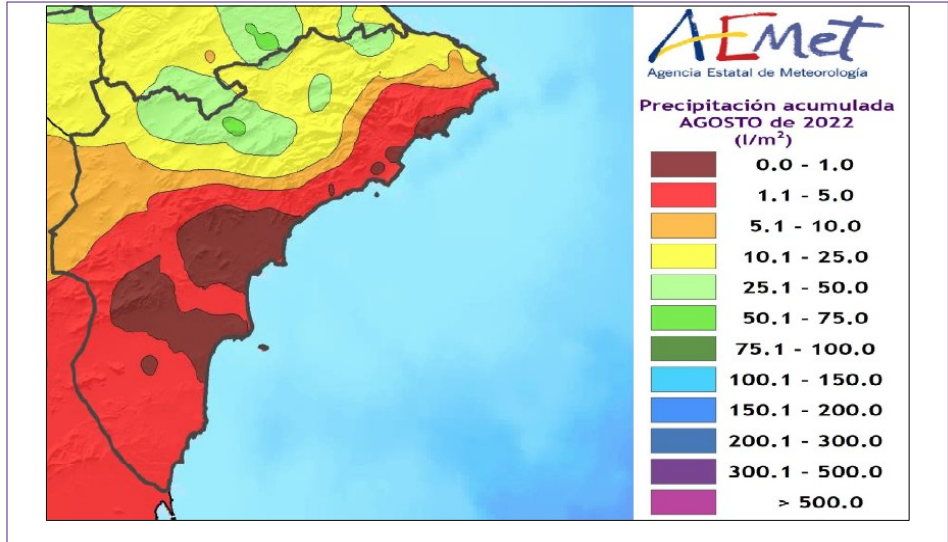 AEMet
Agencia Estatal de Meteorología
Precipitación acumulada
AGOSTO de 2022
(l/m²)
0.0 - 1.0
1.1 - 5.0
5.1 - 10.0
10.1 - 25.0
25.1 - 50.0
50.1 - 75.0
75.1 - 100.0
100.1 - 150.0
150.1 - 200.0
200.1 - 300.0
300.1 - 500.0
> 500.0